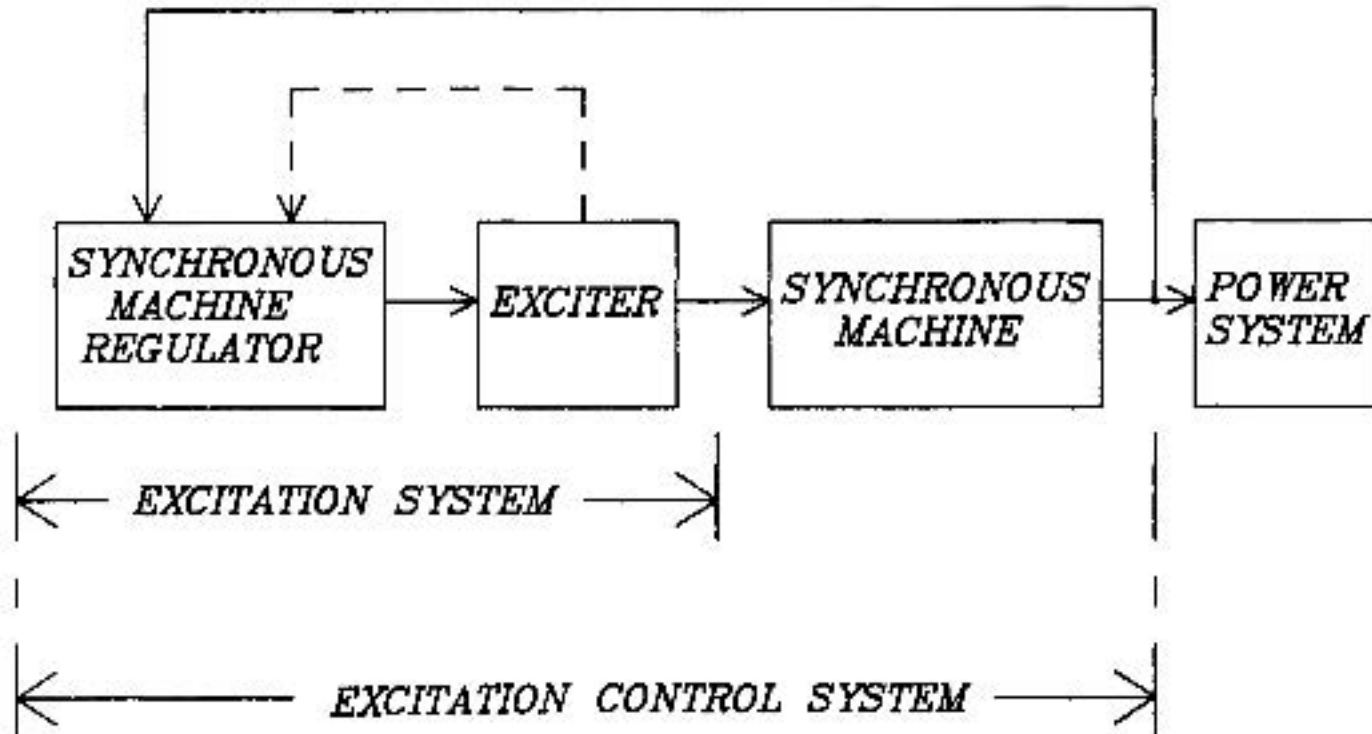 SYNCHRONOUS
MACHINE
REGULATOR
EXCITER
SYNCHRONOUS
MACHINE
POWER
SYSTEM
EXCITATION SYSTEM
EXCITATION CONTROL SYSTEM